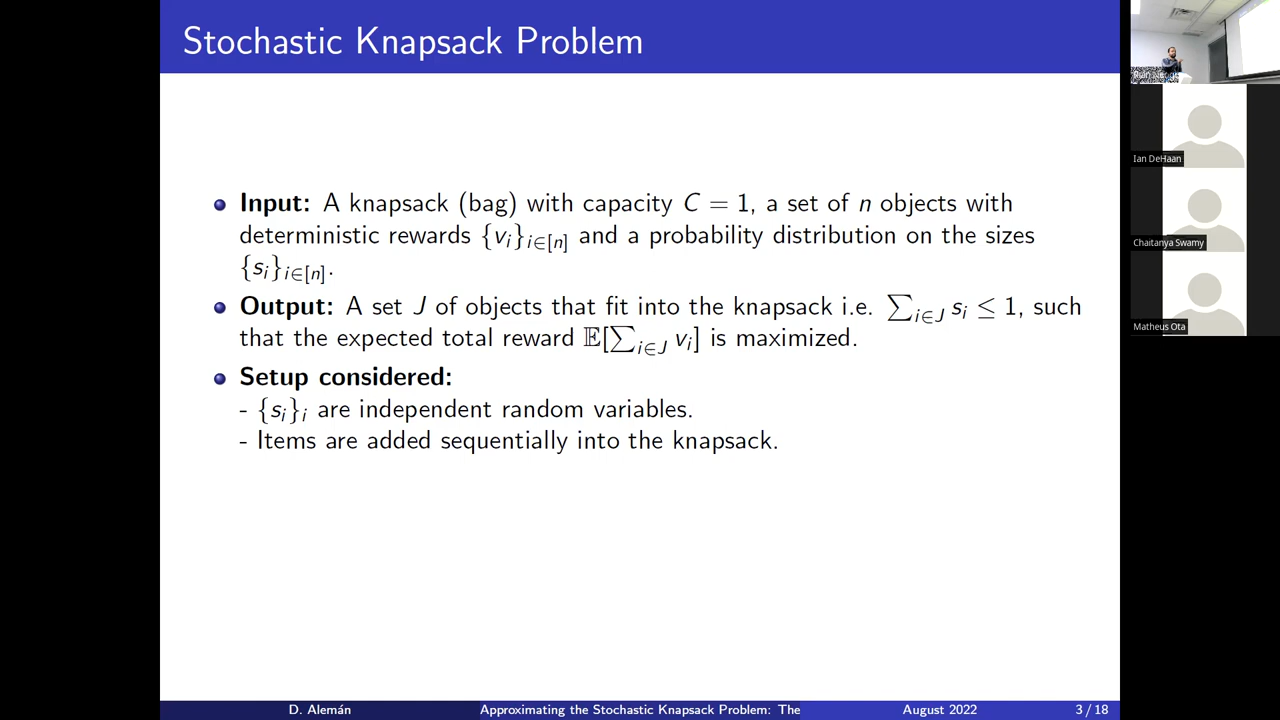 Stochastic Knapsack Problem
Input: A knapsack (bag) with capacity C = 1, a set of n objects with
deterministic rewards {v_i}_{i∈[n]} and a probability distribution on the sizes
{s_i}_{i∈[n]}.
Output: A set J of objects that fit into the knapsack i.e. ∑_{i∈J} s_i ≤ 1, such
that the expected total reward 𝔼[∑_{i∈J} v_i] is maximized.
Setup considered:
- {s_i}_i are independent random variables.
- Items are added sequentially into the knapsack.
D. Alemán
Approximating the Stochastic Knapsack Problem: The
August 2022
3 / 18
Ian DeHaan
Chaitanya Swamy
Matheus Ota